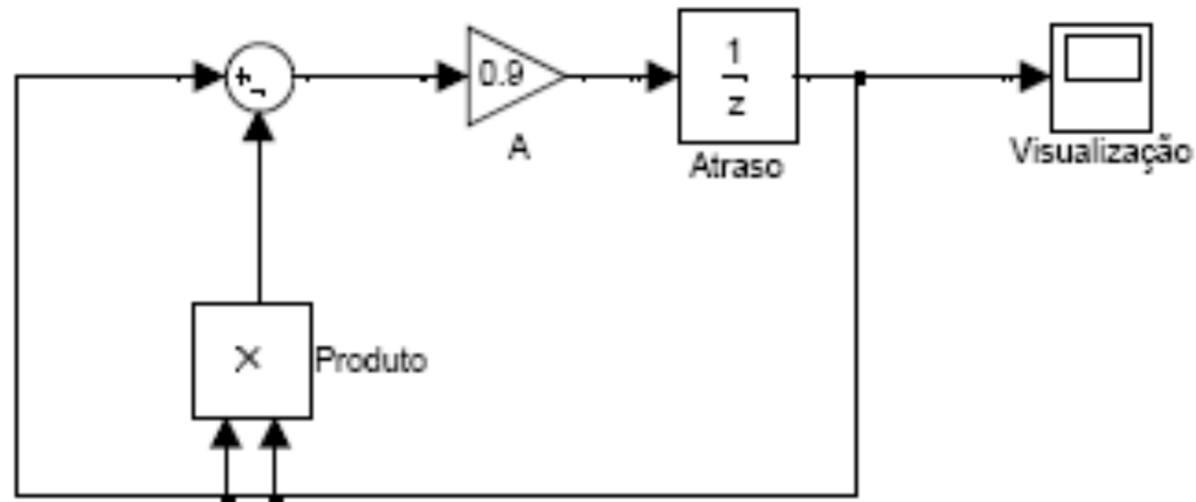 +
-
0.9
A
1
z
Atraso
Visualização
×
Produto